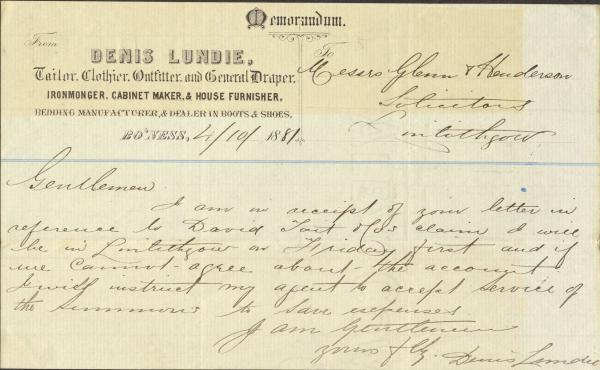 Memorandum.
From
To
DENIS LUNDIE,
Tailor, Clothier, Outfitter, and General Draper,
IRONMONGER, CABINET MAKER, & HOUSE FURNISHER,
BEDDING MANUFACTURER, & DEALER IN BOOTS & SHOES,
BO'NESS, 4/10/1881
Messrs Glenn & Henderson
Solicitors
Linlithgow
Gentlemen
I am in receipt of your letter in
reference to David Tait & Co's claim I will
be in Linlithgow on Friday first and if
we cannot agree about the account
I will instruct my agent to accept service of
the summons to save expenses
I am Gentlemen
yours fly. Denis Lundie